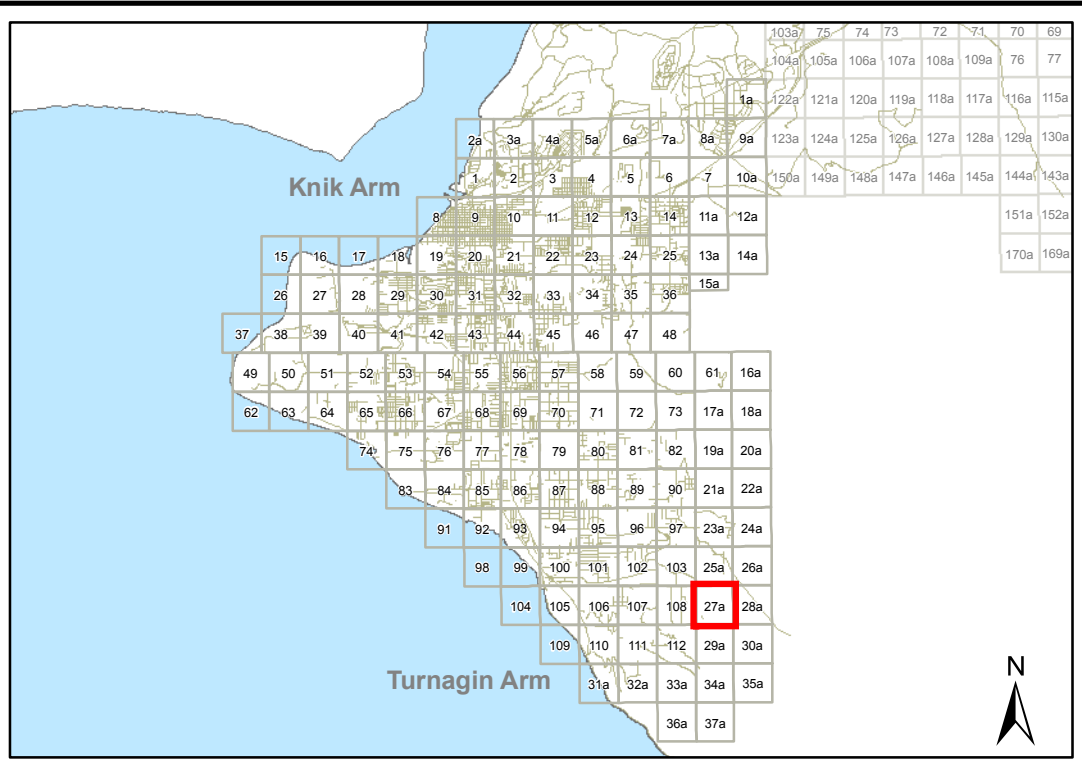 103a 75 74 73 72 71 70 69
104a 105a 106a 107a 108a 109a 76 77
1a 122a 121a 120a 119a 118a 117a 116a 115a
2a 3a 4a 5a 6a 7a 8a 9a 123a 124a 125a 126a 127a 128a 129a 130a
Knik Arm
1 2 3 4 5 6 7 10a 150a 149a 148a 147a 146a 145a 144a 143a
8 9 10 11 12 13 14 11a 12a 151a 152a
15 16 17 18 19 20 21 22 23 24 25 13a 14a 170a 169a
15a
26 27 28 29 30 31 32 33 34 35 36
37 38 39 40 41 42 43 44 45 46 47 48
49 50 51 52 53 54 55 56 57 58 59 60 61 16a
62 63 64 65 66 67 68 69 70 71 72 73 17a 18a
74 75 76 77 78 79 80 81 82 19a 20a
83 84 85 86 87 88 89 90 21a 22a
91 92 93 94 95 96 97 23a 24a
98 99 100 101 102 103 25a 26a
104 105 106 107 108 27a 28a
109 110 111 112 29a 30a
Turnagin Arm
31a 32a 33a 34a 35a
36a 37a
N